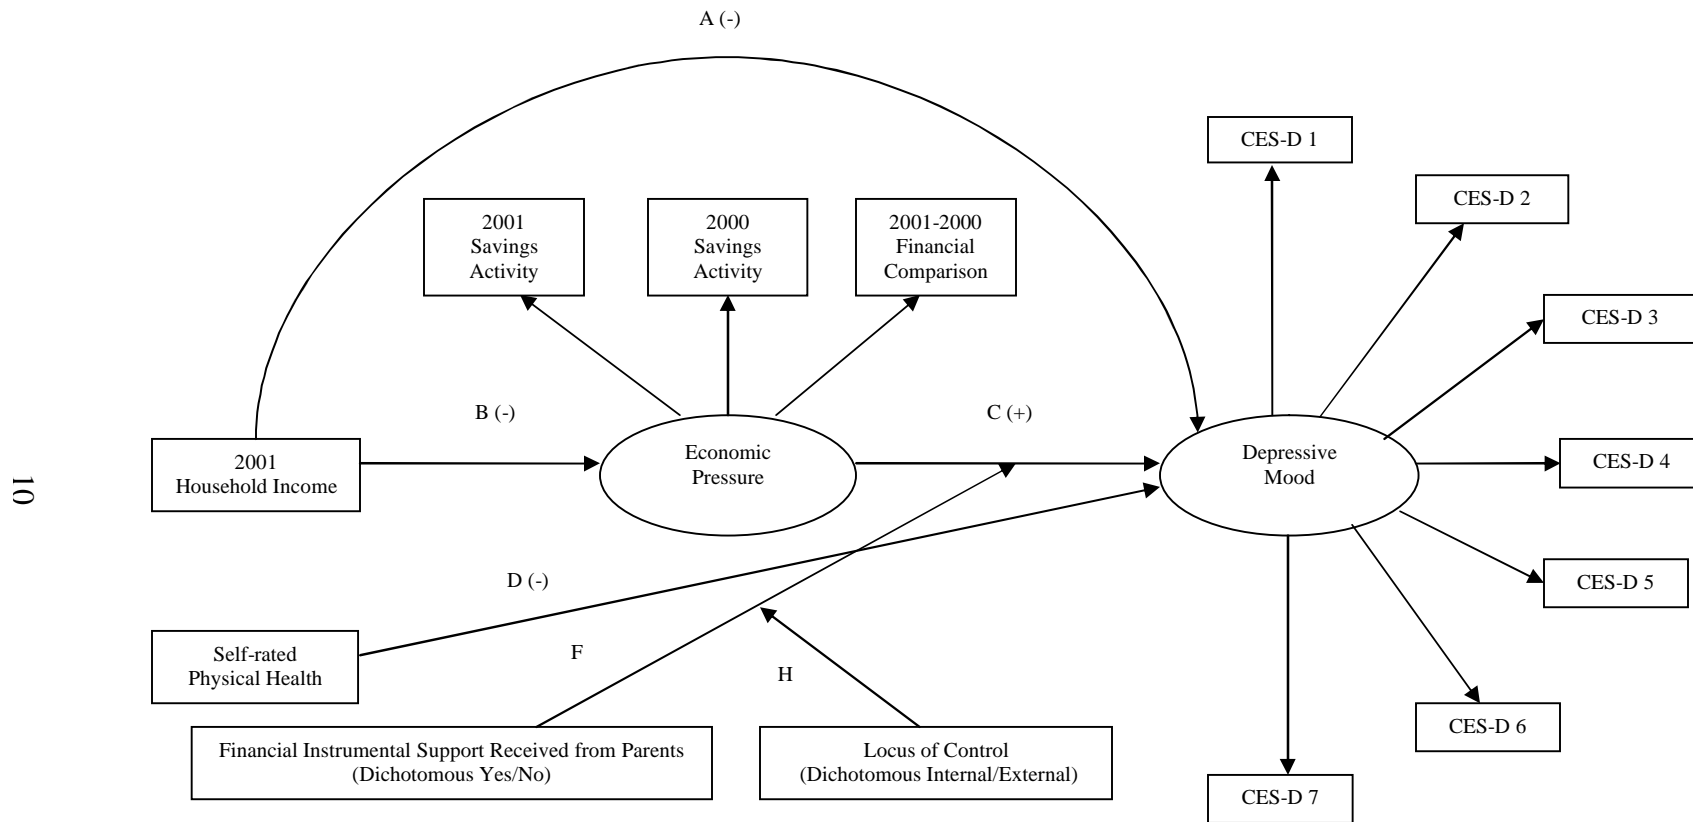 A (-)
CES-D 1
CES-D 2
2001
Savings
Activity
2000
Savings
Activity
2001-2000
Financial
Comparison
CES-D 3
B (-)
C (+)
2001
Household Income
Economic
Pressure
Depressive
Mood
CES-D 4
10
D (-)
CES-D 5
Self-rated
Physical Health
F
H
CES-D 6
Financial Instrumental Support Received from Parents
(Dichotomous Yes/No)
Locus of Control
(Dichotomous Internal/External)
CES-D 7